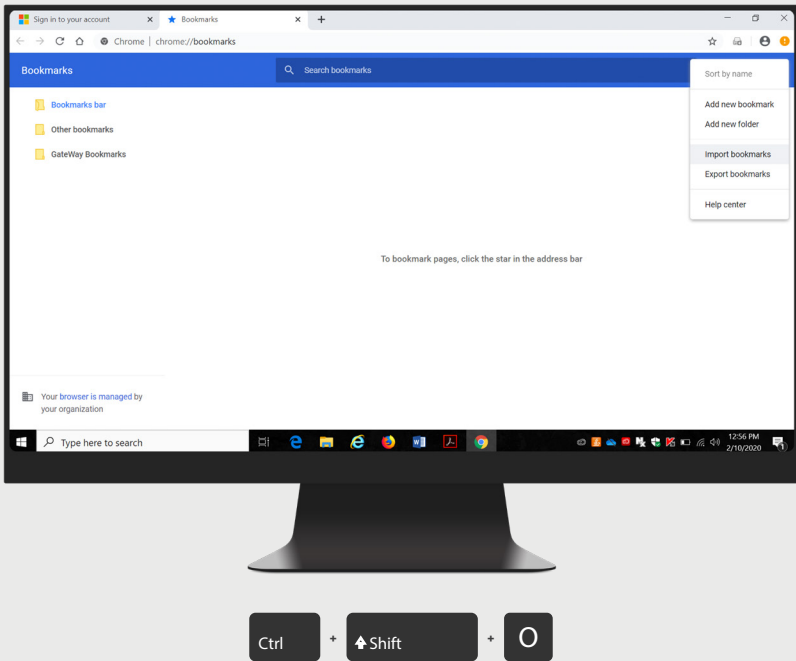 Sign in to your account
Bookmarks
Chrome | chrome://bookmarks
Bookmarks
Search bookmarks
Sort by name
Bookmarks bar
Add new bookmark
Other bookmarks
Add new folder
GateWay Bookmarks
Import bookmarks
Export bookmarks
Help center
To bookmark pages, click the star in the address bar
Your browser is managed by
your organization
Type here to search
12:56 PM
2/10/2020
Ctrl + Shift + O